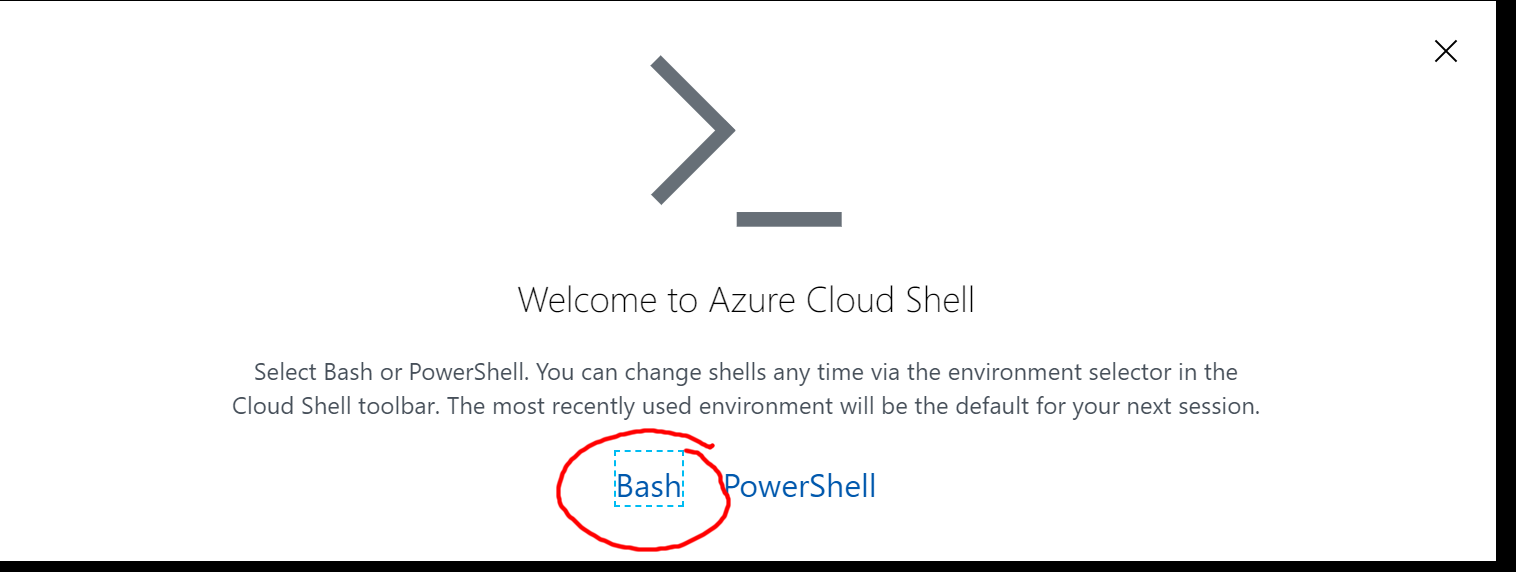 Welcome to Azure Cloud Shell
Select Bash or PowerShell. You can change shells any time via the environment selector in the
Cloud Shell toolbar. The most recently used environment will be the default for your next session.
Bash PowerShell